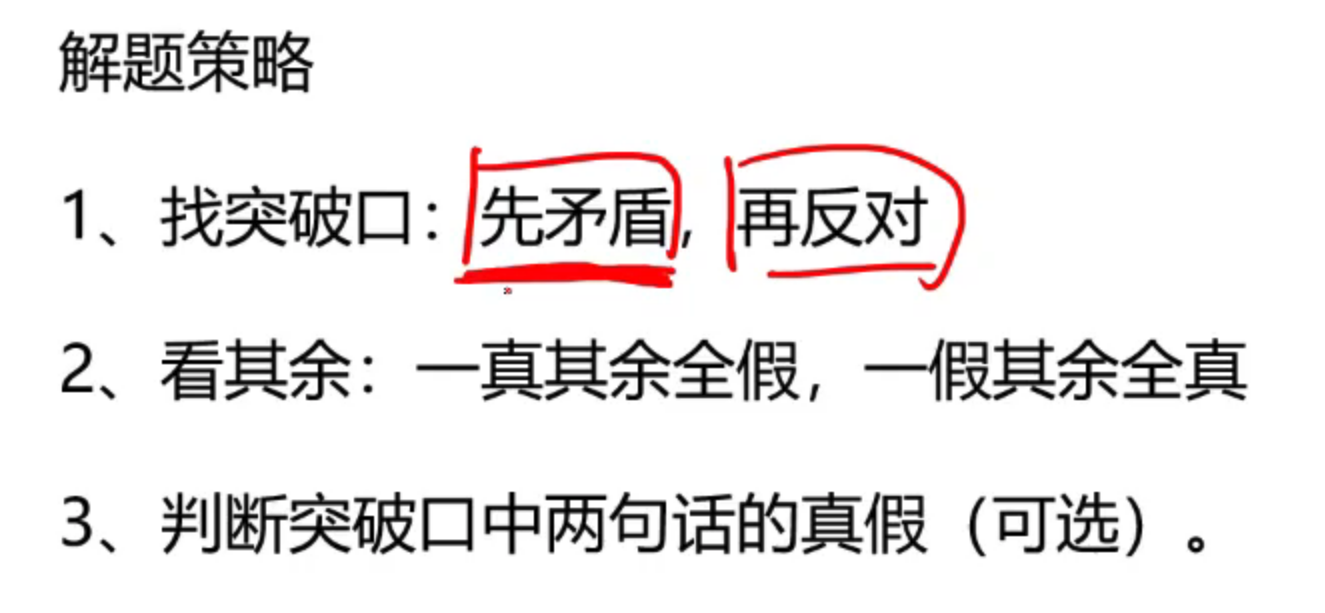 解题策略
1、找突破口：先矛盾，再反对
2、看其余：一真其余全假，一假其余全真
3、判断突破口中两句话的真假（可选）。